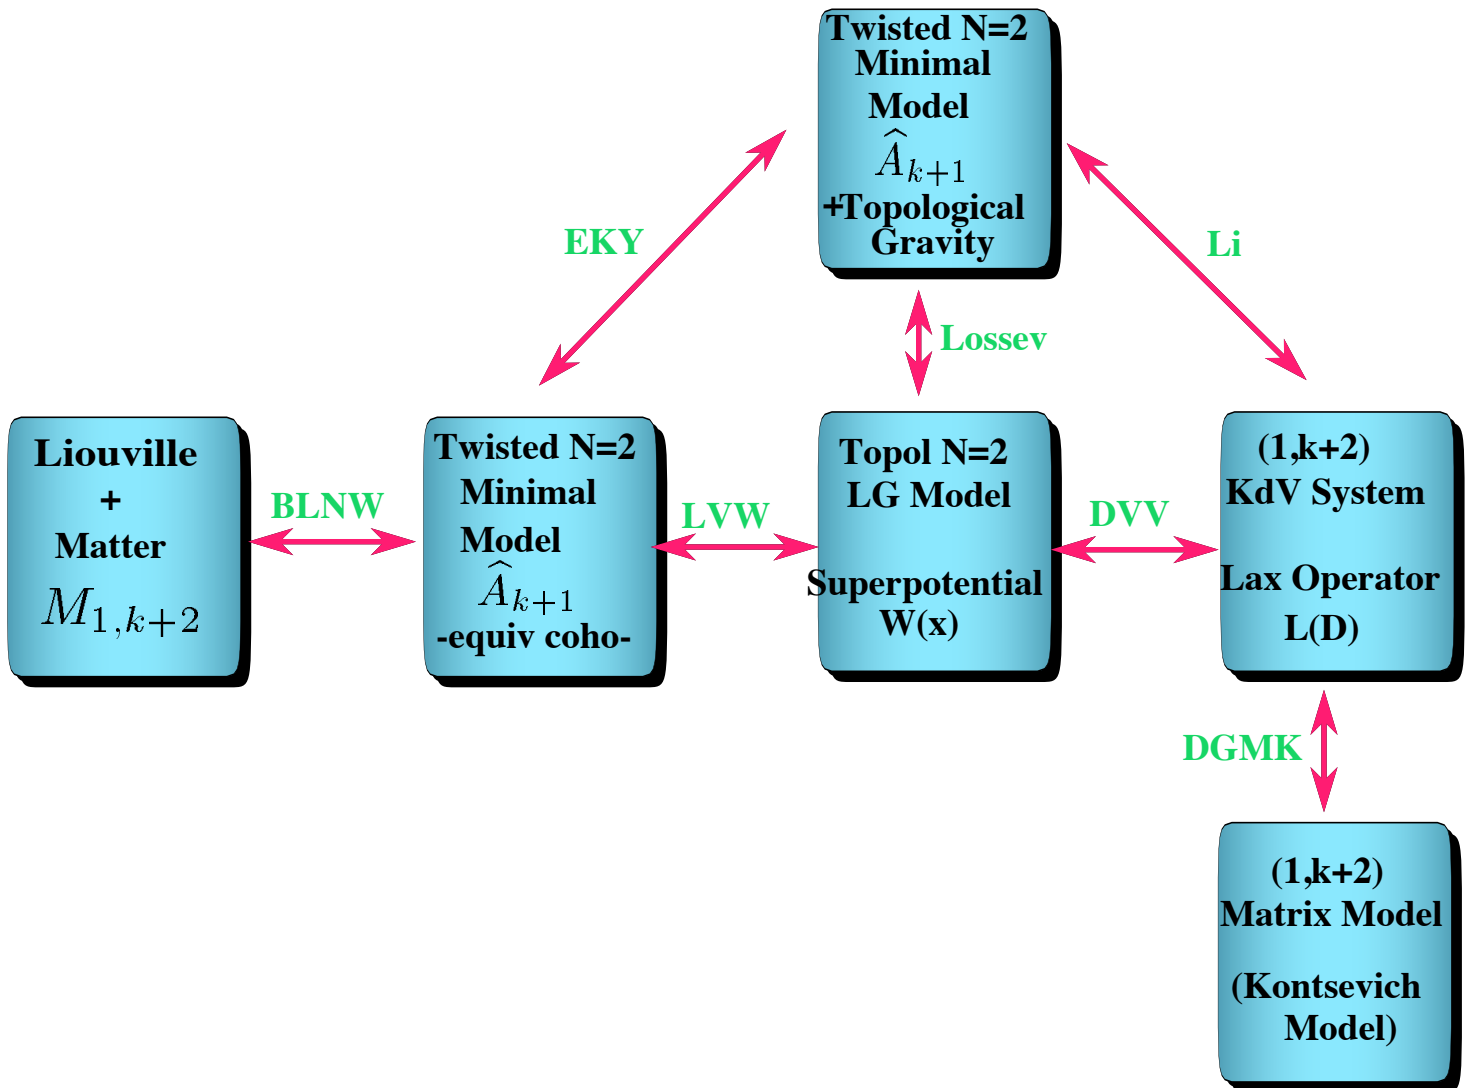 Twisted N=2
Minimal
Model
\widehat{A}_{k+1}
+Topological
Gravity
EKY
Li
Lossev
Liouville
+
Matter
M_{1,k+2}
BLNW
Twisted N=2
Minimal
Model
\widehat{A}_{k+1}
-equiv coho-
LVW
Topol N=2
LG Model
Superpotential
W(x)
DVV
(1,k+2)
KdV System
Lax Operator
L(D)
DGMK
(1,k+2)
Matrix Model
(Kontsevich
Model)